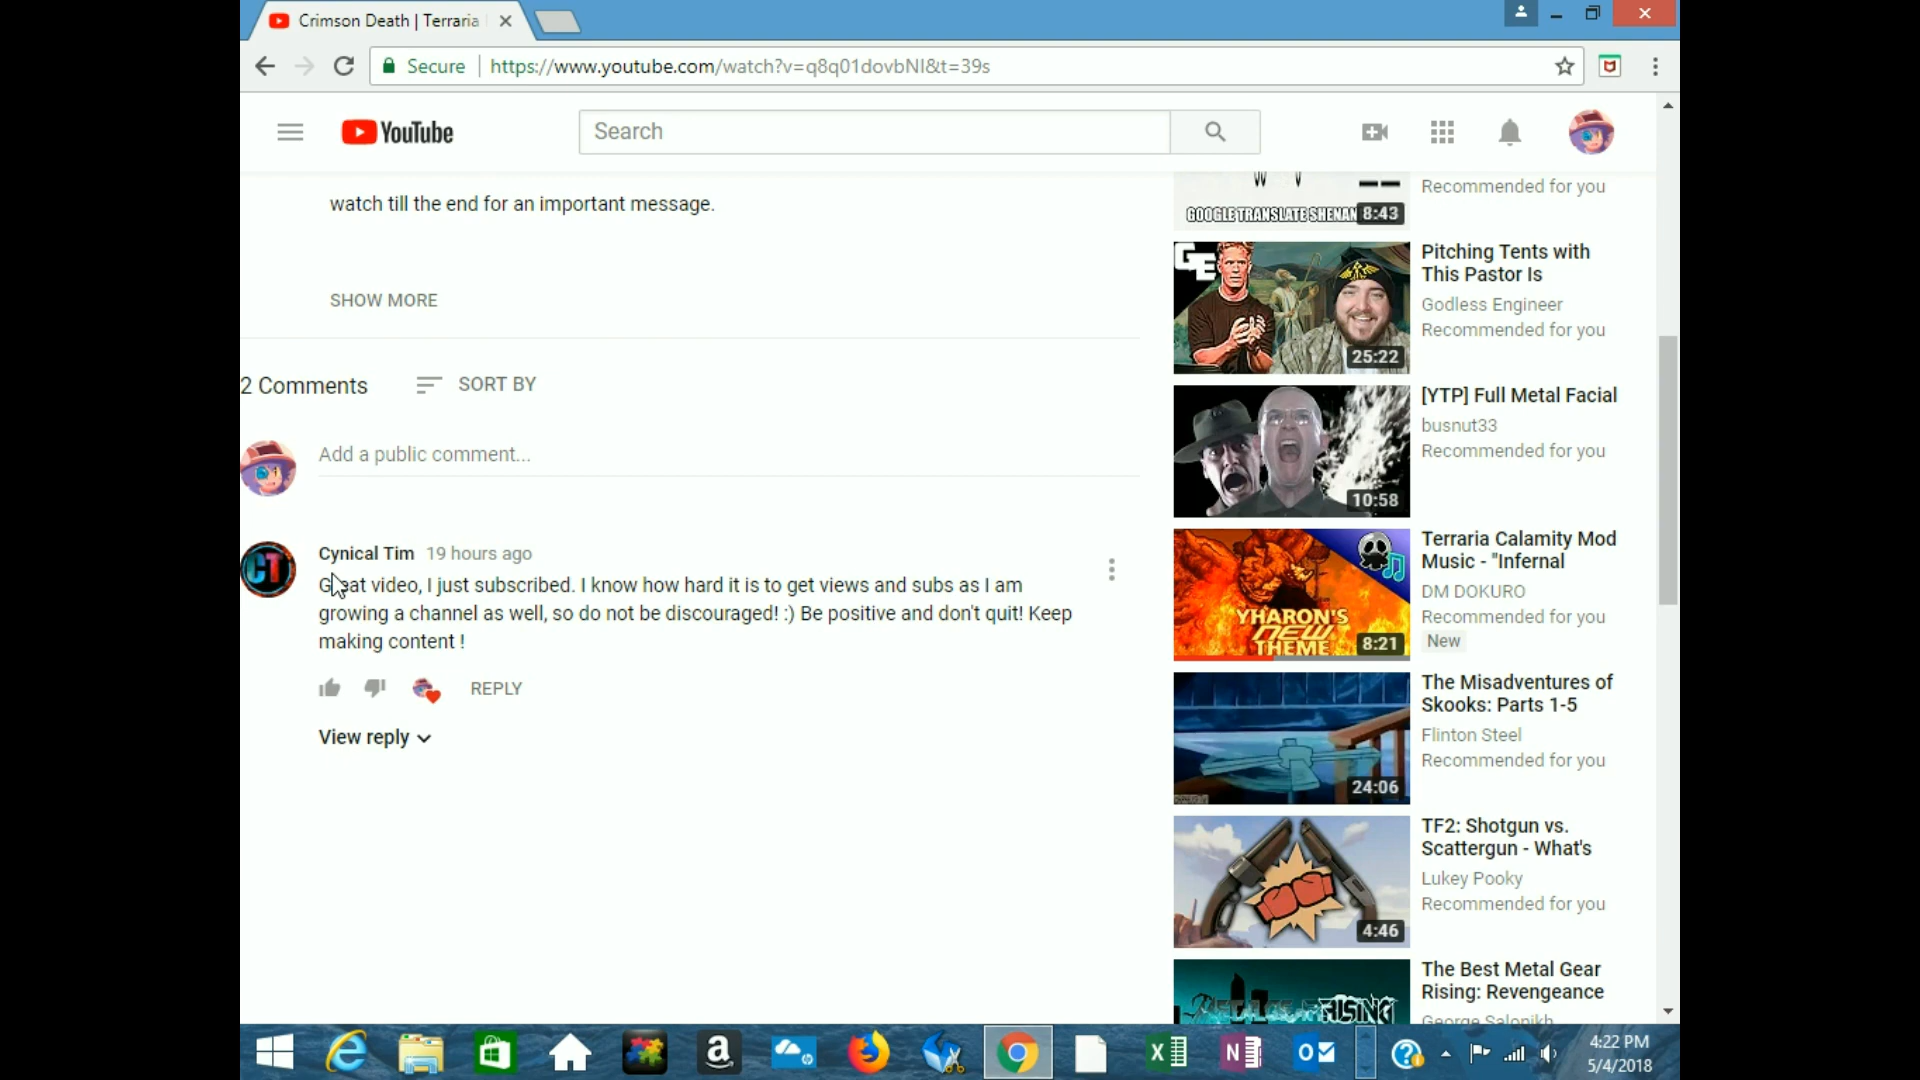 Crimson Death | Terraria
Secure
https://www.youtube.com/watch?v=q8q01dovbNI&t=39s
YouTube
Search
watch till the end for an important message.
SHOW MORE
2 Comments
SORT BY
Add a public comment...
CT
Cynical Tim 19 hours ago
Great video, I just subscribed. I know how hard it is to get views and subs as I am
growing a channel as well, so do not be discouraged! :) Be positive and don't quit! Keep
making content !
REPLY
View reply
Recommended for you
GOOGLE TRANSLATE
8:43
GE
25:22
Pitching Tents with
This Pastor Is
Godless Engineer
Recommended for you
10:58
[YTP] Full Metal Facial
busnut33
Recommended for you
YHARON'S
NEW
THEME
8:21
Terraria Calamity Mod
Music - "Infernal
DM DOKURO
Recommended for you
New
24:06
The Misadventures of
Skooks: Parts 1-5
Flinton Steel
Recommended for you
4:46
TF2: Shotgun vs.
Scattergun - What's
Lukey Pooky
Recommended for you
RISING
The Best Metal Gear
Rising: Revengeance
George Salonikh
4:22 PM
5/4/2018